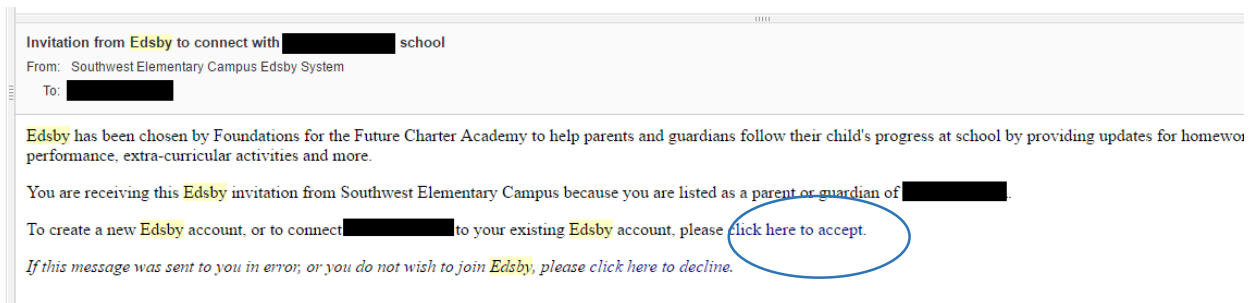 Invitation from Edsby to connect with school
From: Southwest Elementary Campus Edsby System
To:
Edsby has been chosen by Foundations for the Future Charter Academy to help parents and guardians follow their child's progress at school by providing updates for
performance, extra-curricular activities and more.
You are receiving this Edsby invitation from Southwest Elementary Campus because you are listed as a parent or guardian of .
To create a new Edsby account, or to connect to your existing Edsby account, please click here to accept.
If this message was sent to you in error, or you do not wish to join Edsby, please click here to decline.